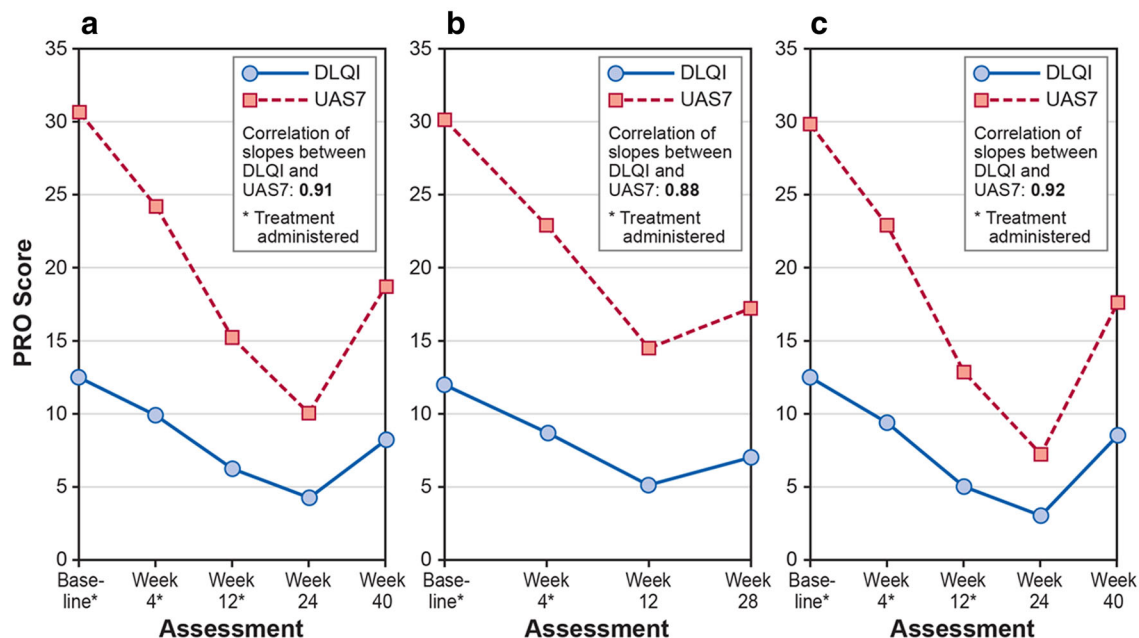 a
35
30
25
20
15
10
5
0
PRO Score
DLQI
UAS7
Correlation of
slopes between
DLQI and
UAS7: 0.91
* Treatment
administered
Base-
line*
Week
4*
Week
12*
Week
24
Week
40
Assessment
b
35
30
25
20
15
10
5
0
DLQI
UAS7
Correlation of
slopes between
DLQI and
UAS7: 0.88
* Treatment
administered
Base-
line*
Week
4*
Week
12
Week
28
Assessment
c
35
30
25
20
15
10
5
0
DLQI
UAS7
Correlation of
slopes between
DLQI and
UAS7: 0.92
* Treatment
administered
Base-
line*
Week
4*
Week
12*
Week
24
Week
40
Assessment